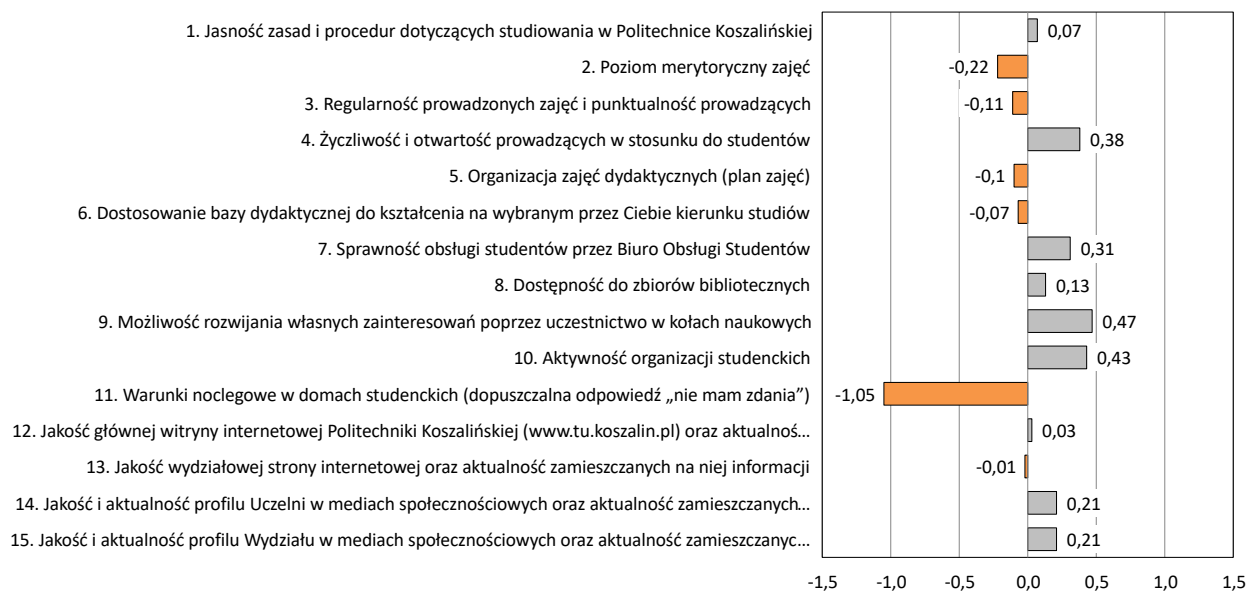 1. Jasność zasad i procedur dotyczących studiowania w Politechnice Koszalińskiej 0,07
2. Poziom merytoryczny zajęć -0,22
3. Regularność prowadzonych zajęć i punktualność prowadzących -0,11
4. Życzliwość i otwartość prowadzących w stosunku do studentów 0,38
5. Organizacja zajęć dydaktycznych (plan zajęć) -0,1
6. Dostosowanie bazy dydaktycznej do kształcenia na wybranym przez Ciebie kierunku studiów -0,07
7. Sprawność obsługi studentów przez Biuro Obsługi Studentów 0,31
8. Dostępność do zbiorów bibliotecznych 0,13
9. Możliwość rozwijania własnych zainteresowań poprzez uczestnictwo w kołach naukowych 0,47
10. Aktywność organizacji studenckich 0,43
11. Warunki noclegowe w domach studenckich (dopuszczalna odpowiedź „nie mam zdania”) -1,05
12. Jakość głównej witryny internetowej Politechniki Koszalińskiej (www.tu.koszalin.pl) oraz aktualnoś... 0,03
13. Jakość wydziałowej strony internetowej oraz aktualność zamieszczanych na niej informacji -0,01
14. Jakość i aktualność profilu Uczelni w mediach społecznościowych oraz aktualność zamieszczanych... 0,21
15. Jakość i aktualność profilu Wydziału w mediach społecznościowych oraz aktualność zamieszczanyc... 0,21
-1,5 -1,0 -0,5 0,0 0,5 1,0 1,5